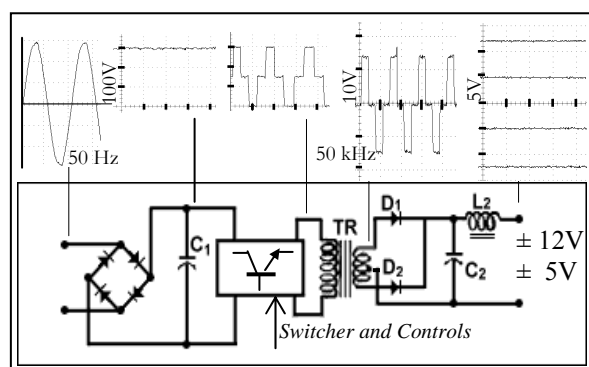 100V
10V
5V
50 Hz
50 kHz
D1
L2
TR
C1
D2
C2
± 12V
± 5V
Switcher and Controls